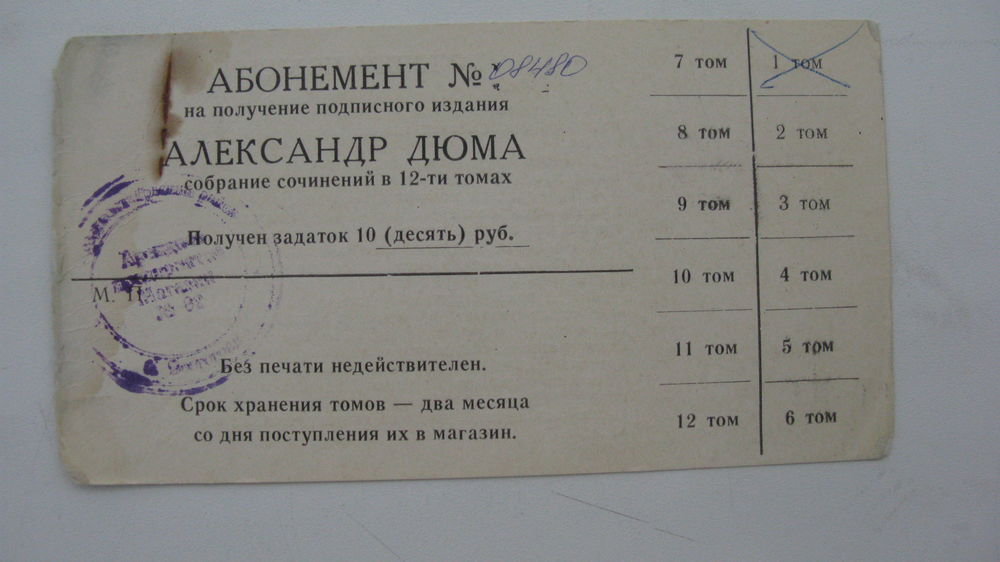 АБОНЕМЕНТ № 08480
на получение подписного издания
АЛЕКСАНДР ДЮМА
собрание сочинений в 12-ти томах
Получен задаток 10 (десять) руб.
М. П
№
Без печати недействителен.
Срок хранения томов — два месяца
со дня поступления их в магазин.
7 том
8 том
9 том
10 том
11 том
12 том
1 том
2 том
3 том
4 том
5 том
6 том